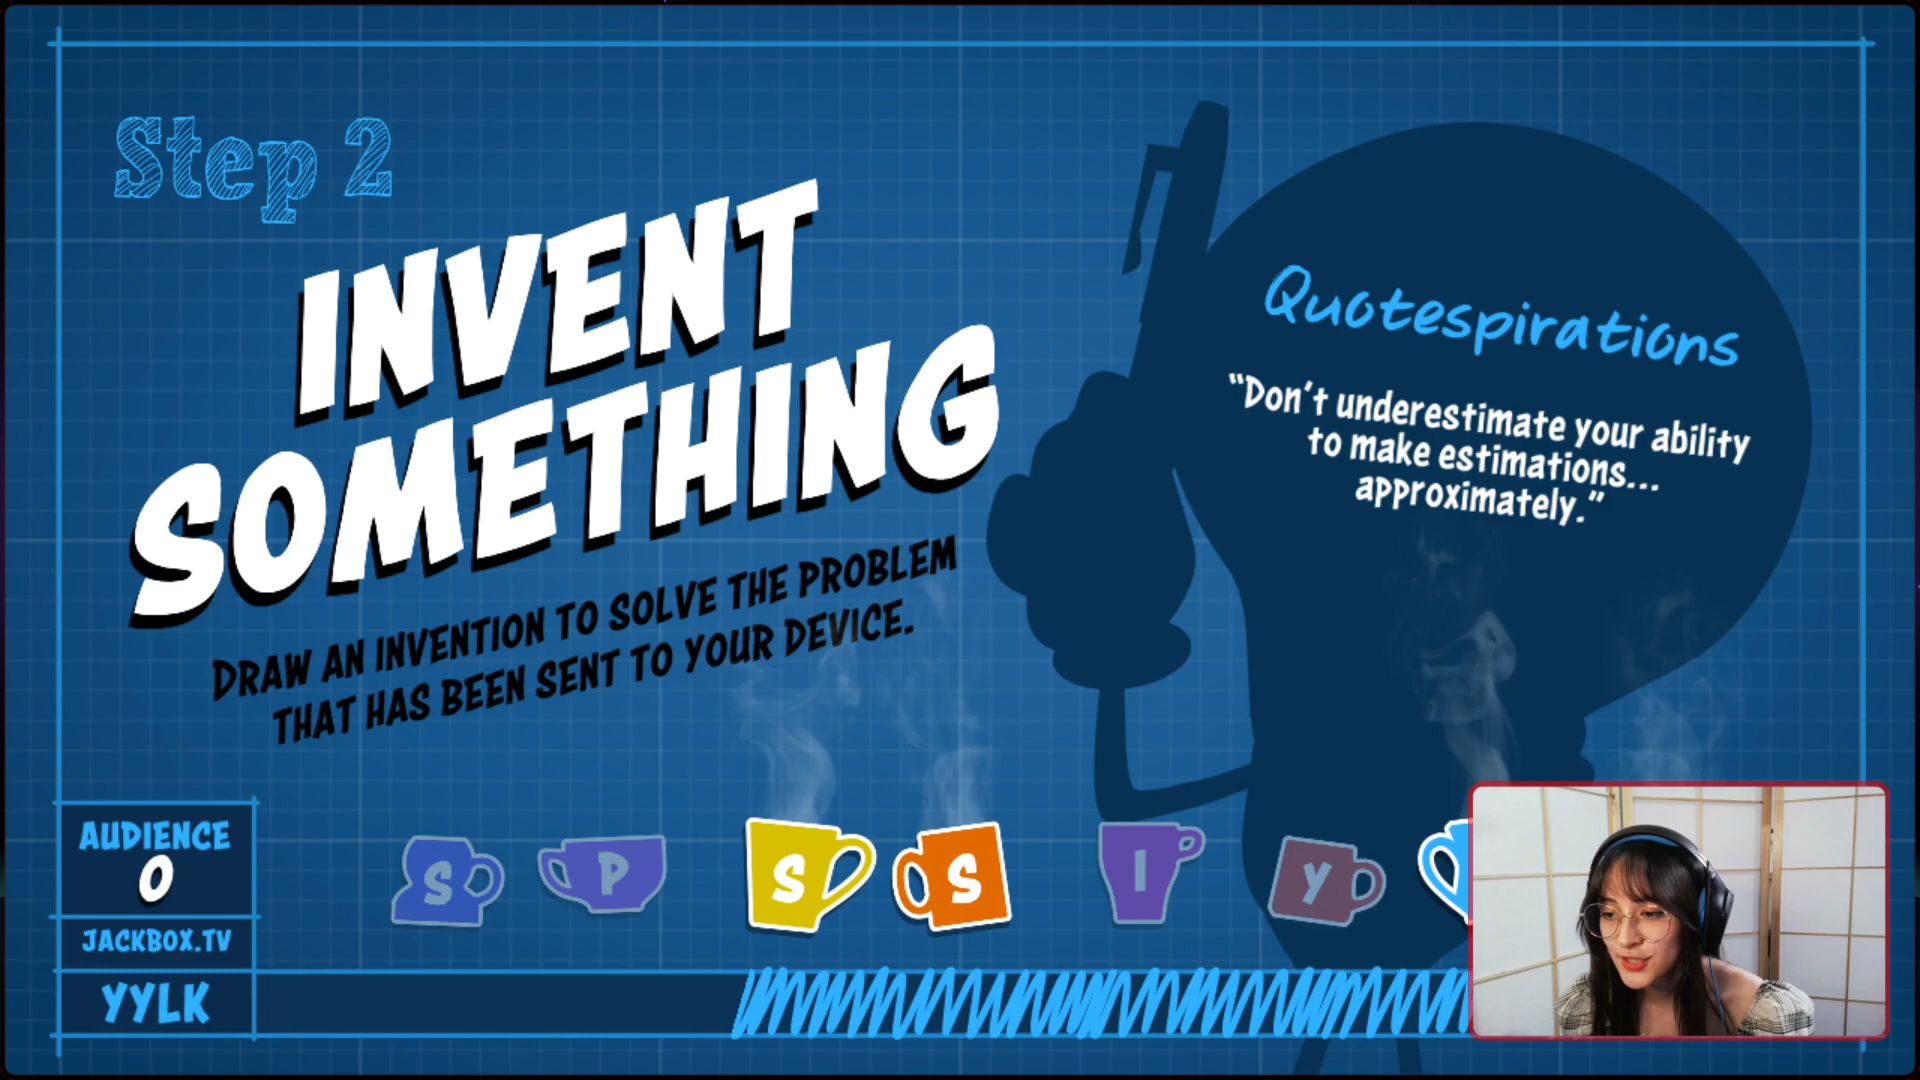 Step 2
INVENT
SOMETHING
DRAW AN INVENTION TO SOLVE THE PROBLEM
THAT HAS BEEN SENT TO YOUR DEVICE.
Quotespirations
“Don’t underestimate your ability
to make estimations...
approximately.”
S P S S I Y
AUDIENCE
0
JACKBOX.TV
YYLK